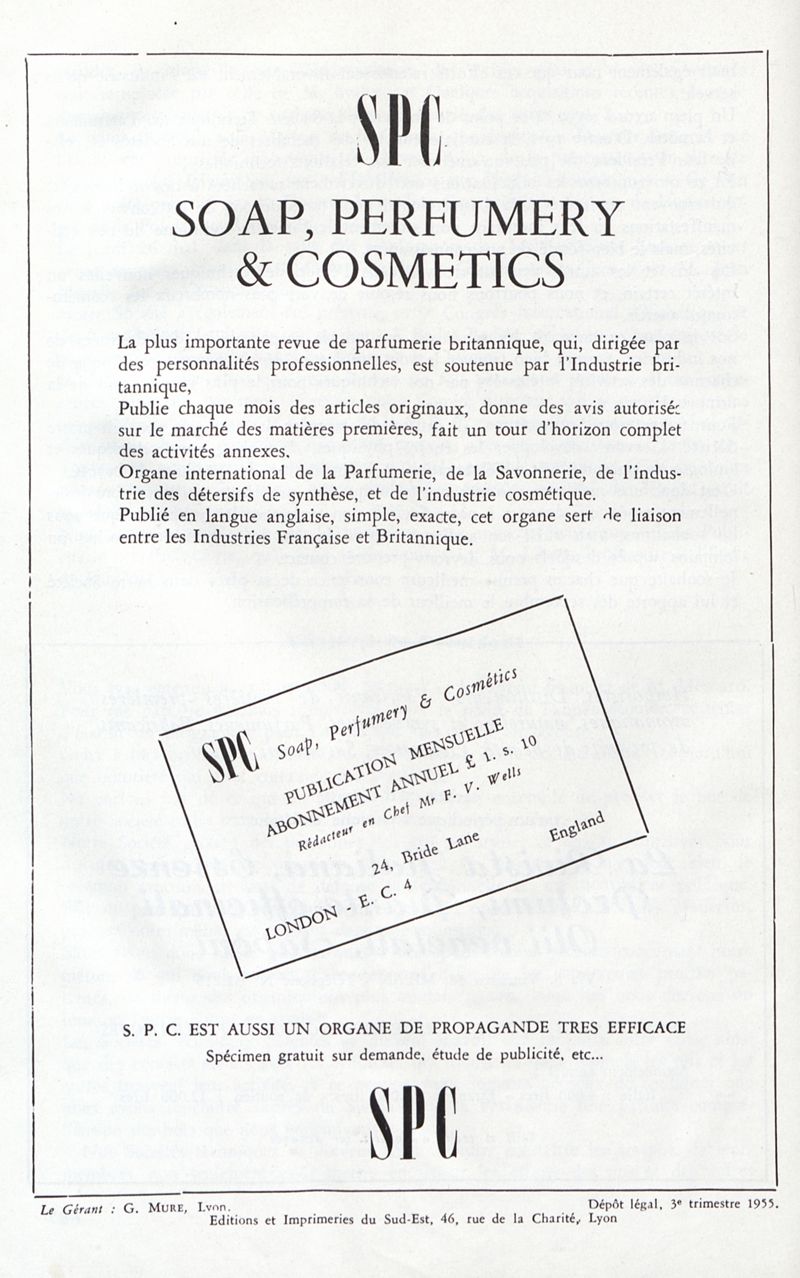 SPC
SOAP, PERFUMERY
& COSMETICS
La plus importante revue de parfumerie britannique, qui, dirigée par
des personnalités professionnelles, est soutenue par l'Industrie bri-
tannique,
Publie chaque mois des articles originaux, donne des avis autorisés
sur le marché des matières premières, fait un tour d'horizon complet
des activités annexes.
Organe international de la Parfumerie, de la Savonnerie, de l'indus-
trie des détersifs de synthèse, et de l'industrie cosmétique.
Publié en langue anglaise, simple, exacte, cet organe sert de liaison
entre les Industries Française et Britannique.
SPC Soap, Perfumery & Cosmétics
PUBLICATION MENSUELLE
ABONNEMENT ANNUEL £ 1. s. 10
Rédacteur en Chef Mr F. V. Wells
24, Bride Lane
LONDON - E. C. 4 England
S. P. C. EST AUSSI UN ORGANE DE PROPAGANDE TRES EFFICACE
Spécimen gratuit sur demande, étude de publicité, etc...
SPC
Le Gérant : G. MURE, Lyon. Dépôt légal, 3e trimestre 1955.
Editions et Imprimeries du Sud-Est, 46, rue de la Charité, Lyon